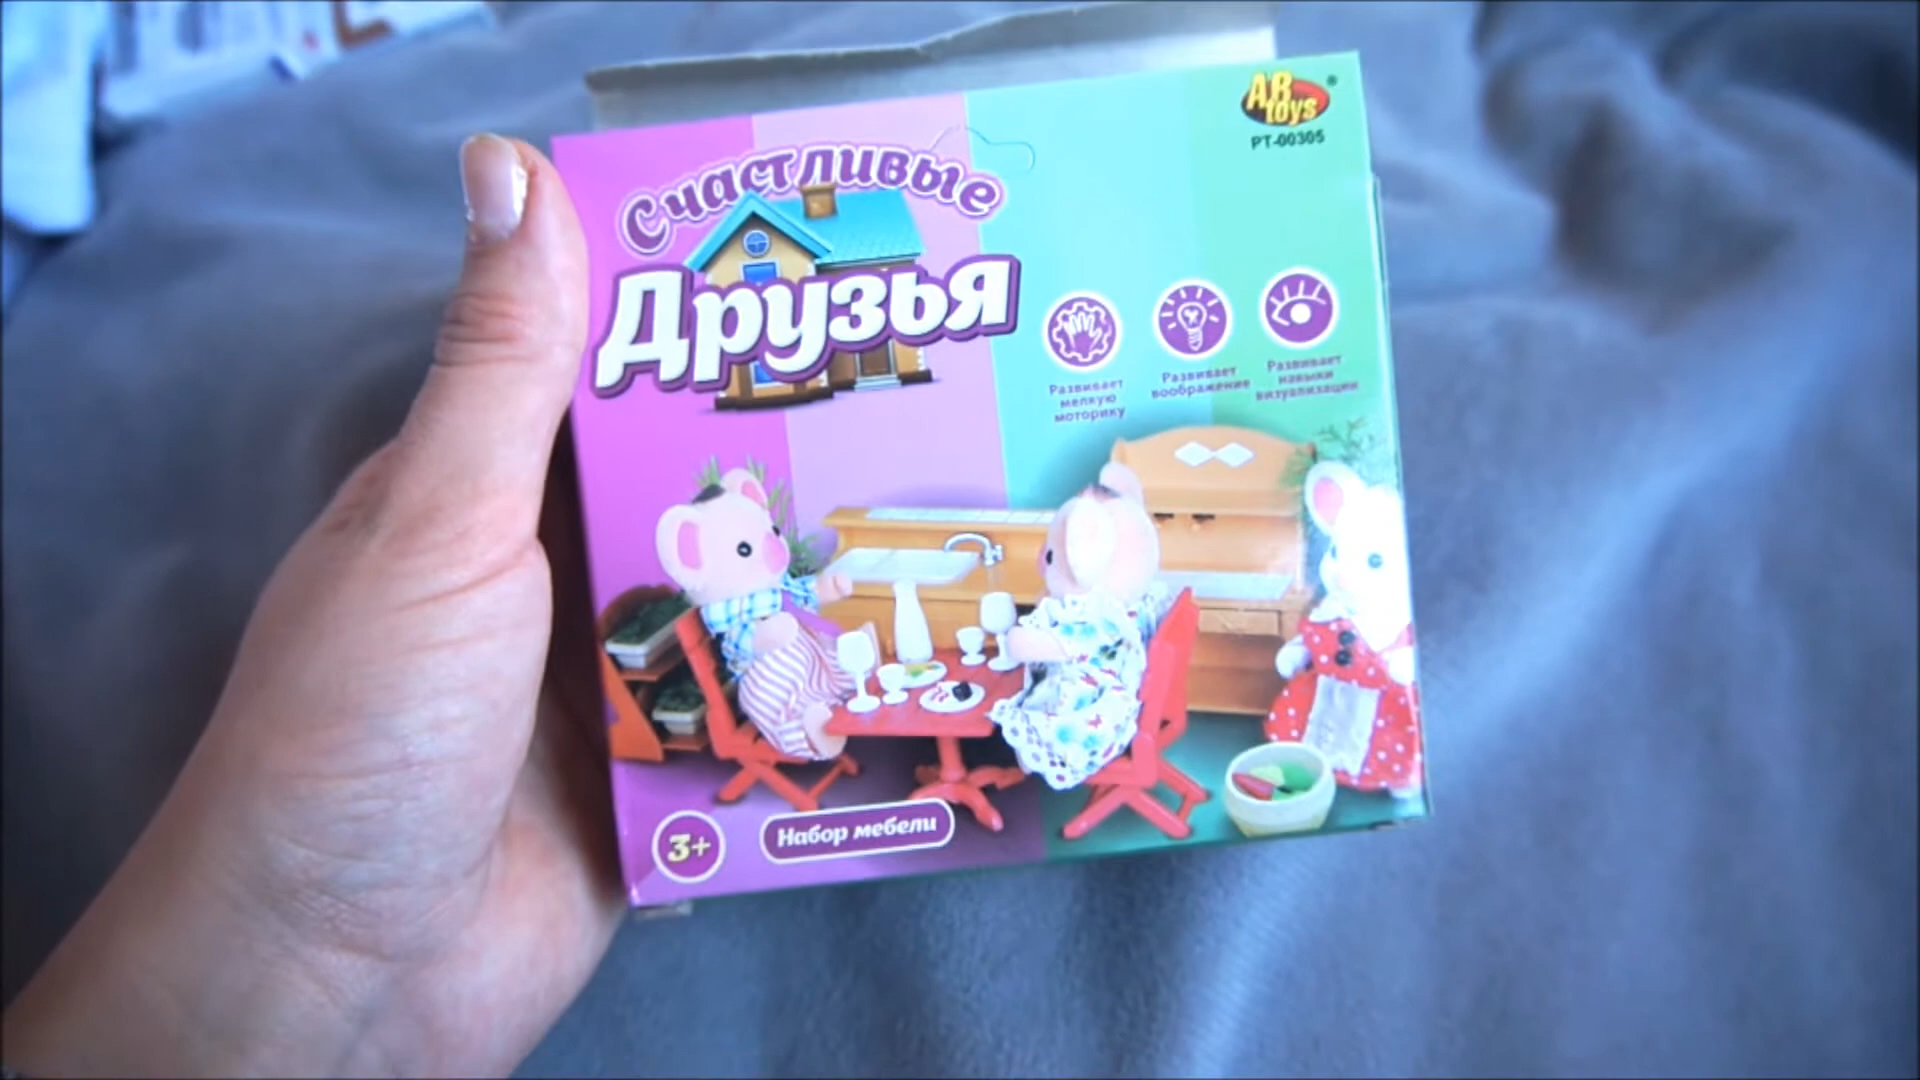 AB
toys
®
PT-00305
Счастливые
Друзья
Развивает
мелкую
моторику
Развивает
воображение
Развивает
навыки
визуализации
3+
Набор мебели